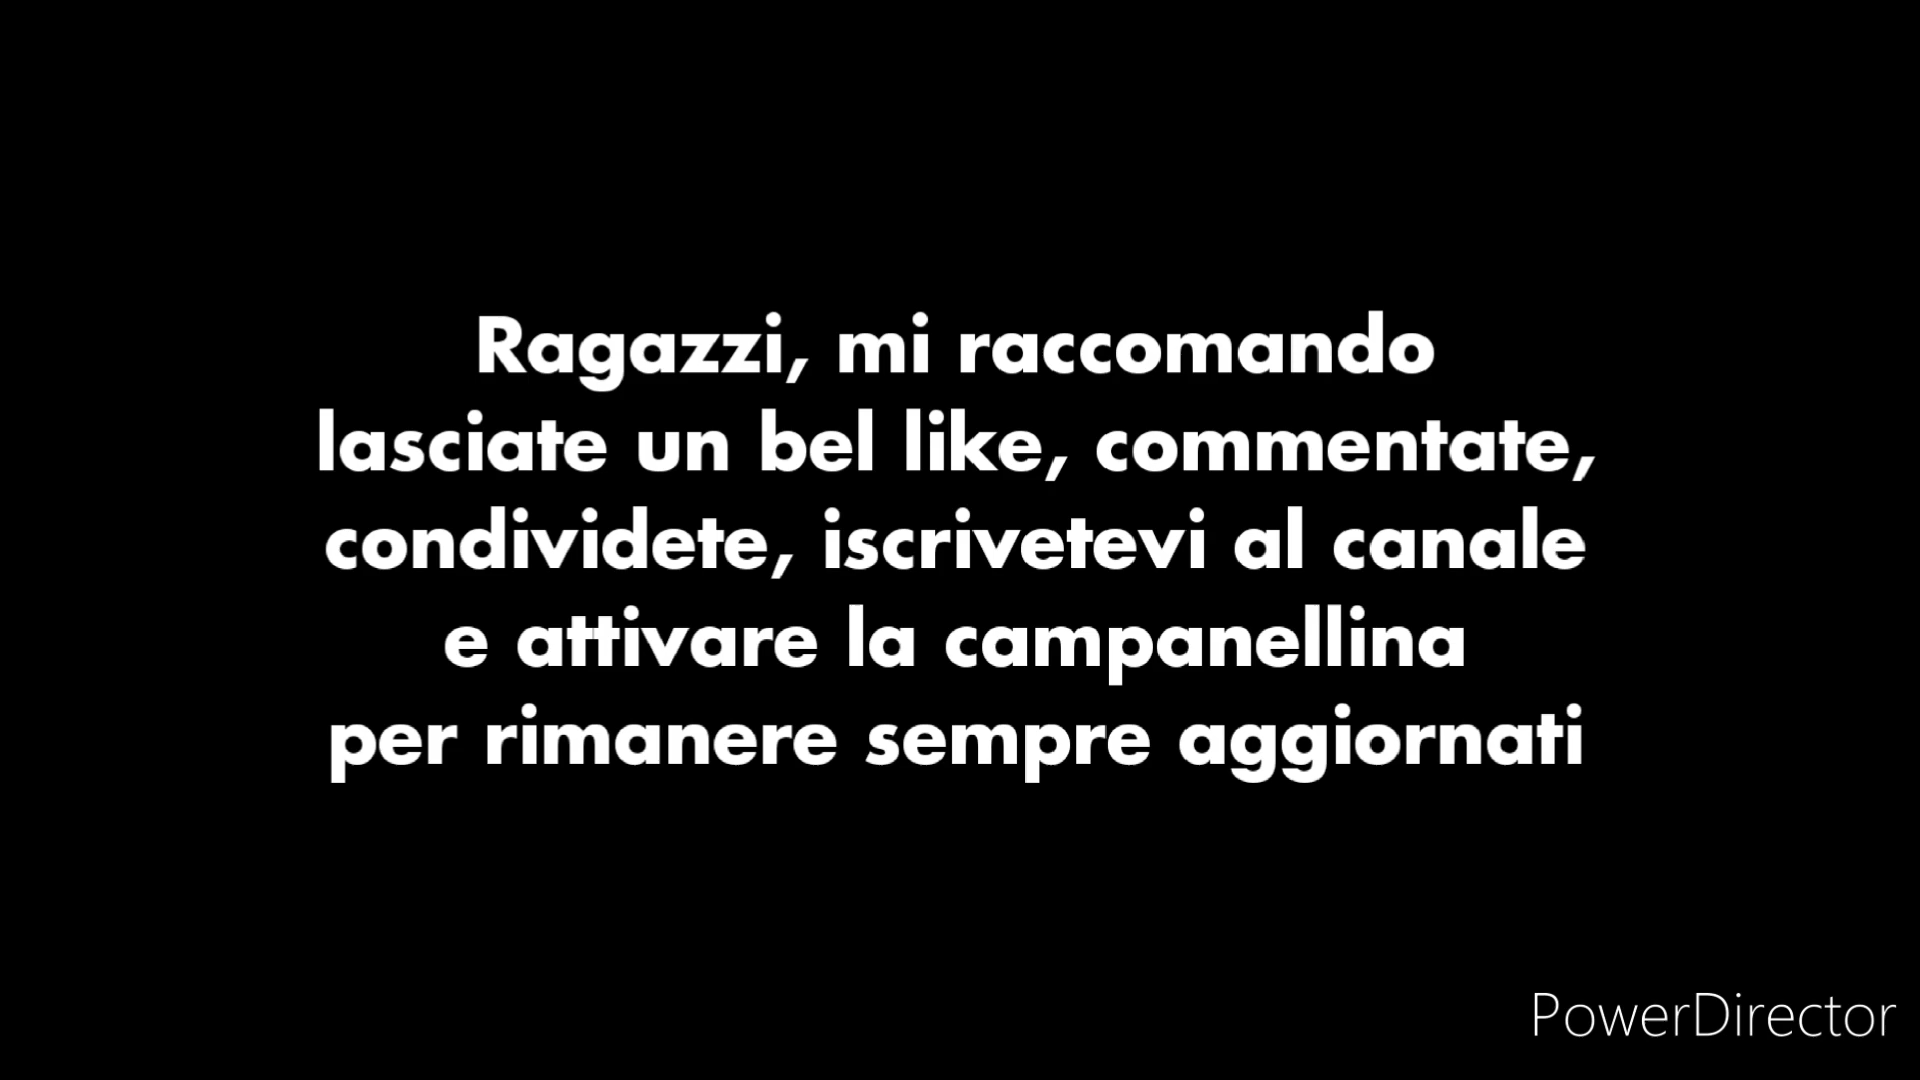 Ragazzi, mi raccomando
lasciate un bel like, commentate,
condividete, iscrivetevi al canale
e attivare la campanellina
per rimanere sempre aggiornati
PowerDirector